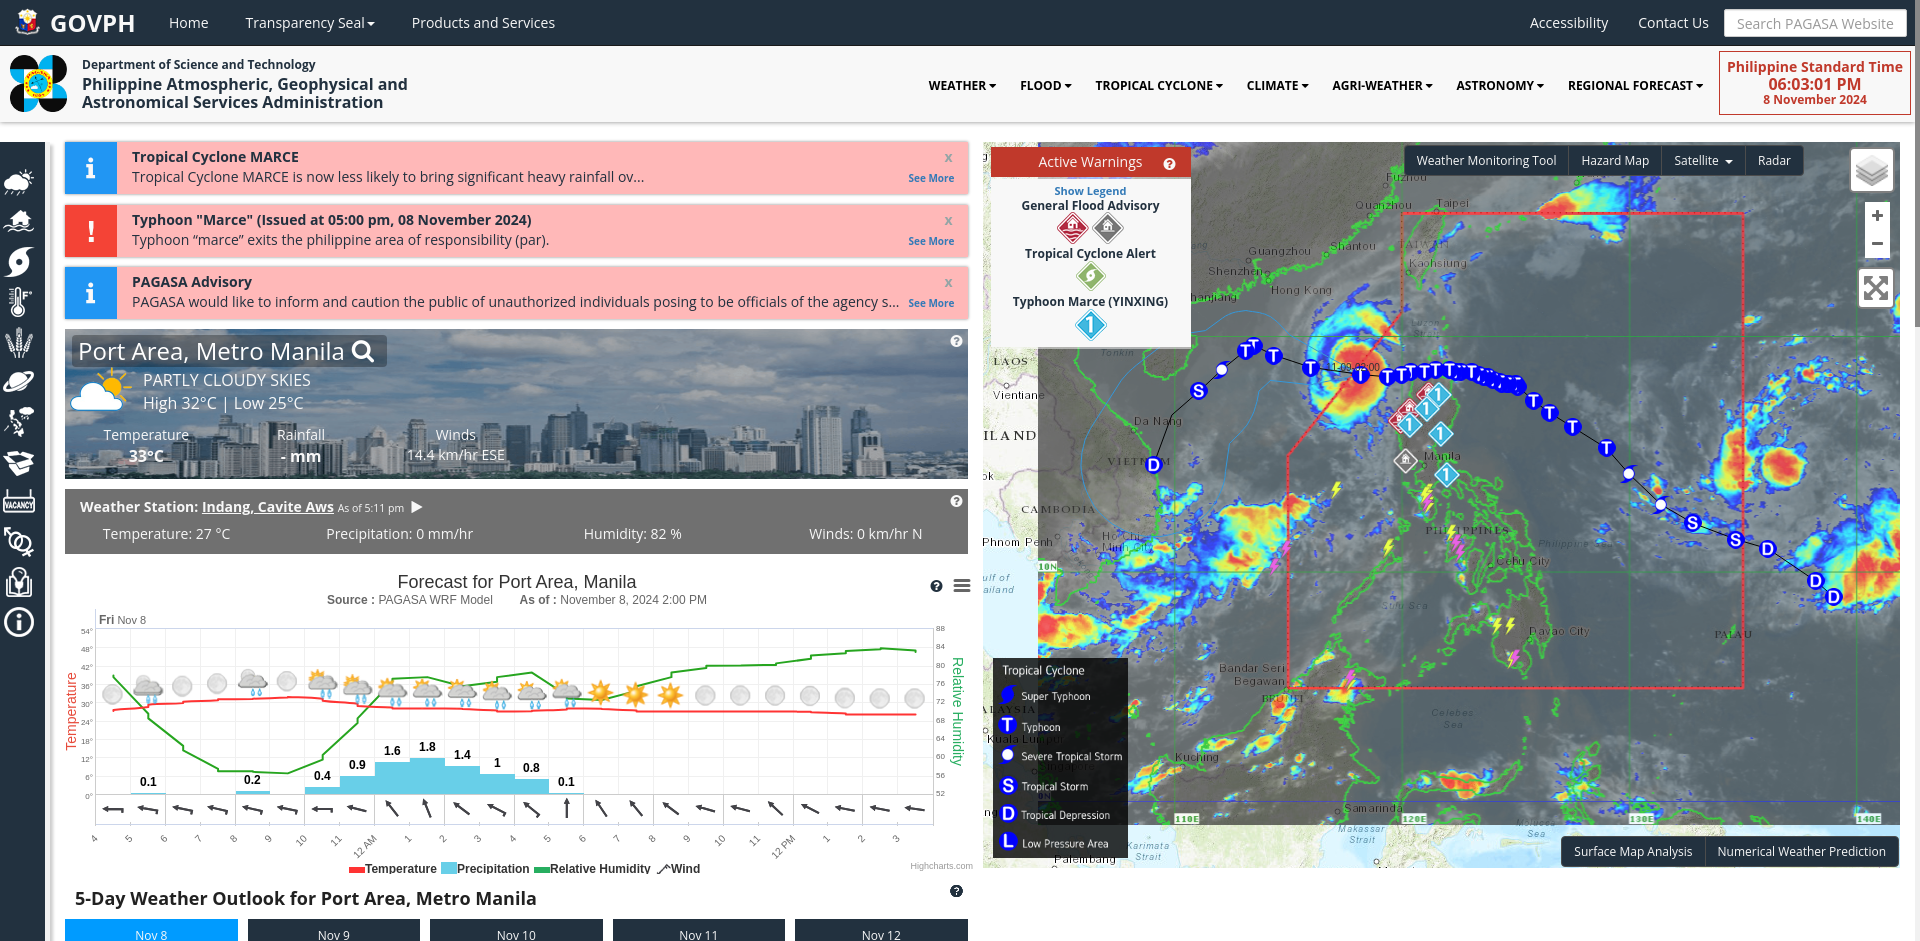 GOVPH
Home
Transparency Seal
Products and Services
Accessibility
Contact Us
Search PAGASA Website
Department of Science and Technology
Philippine Atmospheric, Geophysical and
Astronomical Services Administration
WEATHER
FLOOD
TROPICAL CYCLONE
CLIMATE
AGRI-WEATHER
ASTRONOMY
REGIONAL FORECAST
Philippine Standard Time
06:03:01 PM
8 November 2024
Tropical Cyclone MARCE
x
Tropical Cyclone MARCE is now less likely to bring significant heavy rainfall ov...
See More
Typhoon "Marce" (Issued at 05:00 pm, 08 November 2024)
x
Typhoon “marce” exits the philippine area of responsibility (par).
See More
PAGASA Advisory
x
PAGASA would like to inform and caution the public of unauthorized individuals posing to be officials of the agency s...
See More
Port Area, Metro Manila
PARTLY CLOUDY SKIES
High 32°C | Low 25°C
Temperature
33°C
Rainfall
- mm
Winds
14.4 km/hr ESE
Weather Station: Indang, Cavite Aws As of 5:11 pm
Temperature: 27 °C
Precipitation: 0 mm/hr
Humidity: 82 %
Winds: 0 km/hr N
Forecast for Port Area, Manila
Source : PAGASA WRF Model As of : November 8, 2024 2:00 PM
Fri Nov 8
54°
48°
42°
36°
30°
24°
18°
12°
6°
0°
Temperature
88
84
80
76
72
68
64
60
56
52
Relative Humidity
0.1
0.2
0.4
0.9
1.6
1.8
1.4
1
0.8
0.1
4
5
6
7
8
9
10
11
12 AM
1
2
3
4
5
6
7
8
9
10
11
12 PM
1
2
3
Temperature
Precipitation
Relative Humidity
Wind
Highcharts.com
5-Day Weather Outlook for Port Area, Metro Manila
Nov 8
Nov 9
Nov 10
Nov 11
Nov 12
VACANCY
Active Warnings
Show Legend
General Flood Advisory
Tropical Cyclone Alert
Typhoon Marce (YINXING)
1
Weather Monitoring Tool
Hazard Map
Satellite
Radar
+
−
Fuzhou
Quanzhou
Taipei
TAIWAN
Kaohsiung
Guangzhou
Shantou
Shenzhen
Hong Kong
Tonkin
LAOS
Vientiane
Da Nang
VIETNAM
CAMBODIA
Phnom Penh
Ho Chi
Minh City
10N
Manila
PHILIPPINES
Philippine
Cebu City
Sulu Sea
Davao City
PALAU
Bandar Seri
Begawan
BRUNEI
Celebes
Sea
Kuching
Samarinda
Makassar
Strait
Karimata
Strait
Palembang
110E
120E
130E
140E
Tropical Cyclone
Super Typhoon
T Typhoon
Severe Tropical Storm
S Tropical Storm
D Tropical Depression
L Low Pressure Area
Surface Map Analysis
Numerical Weather Prediction